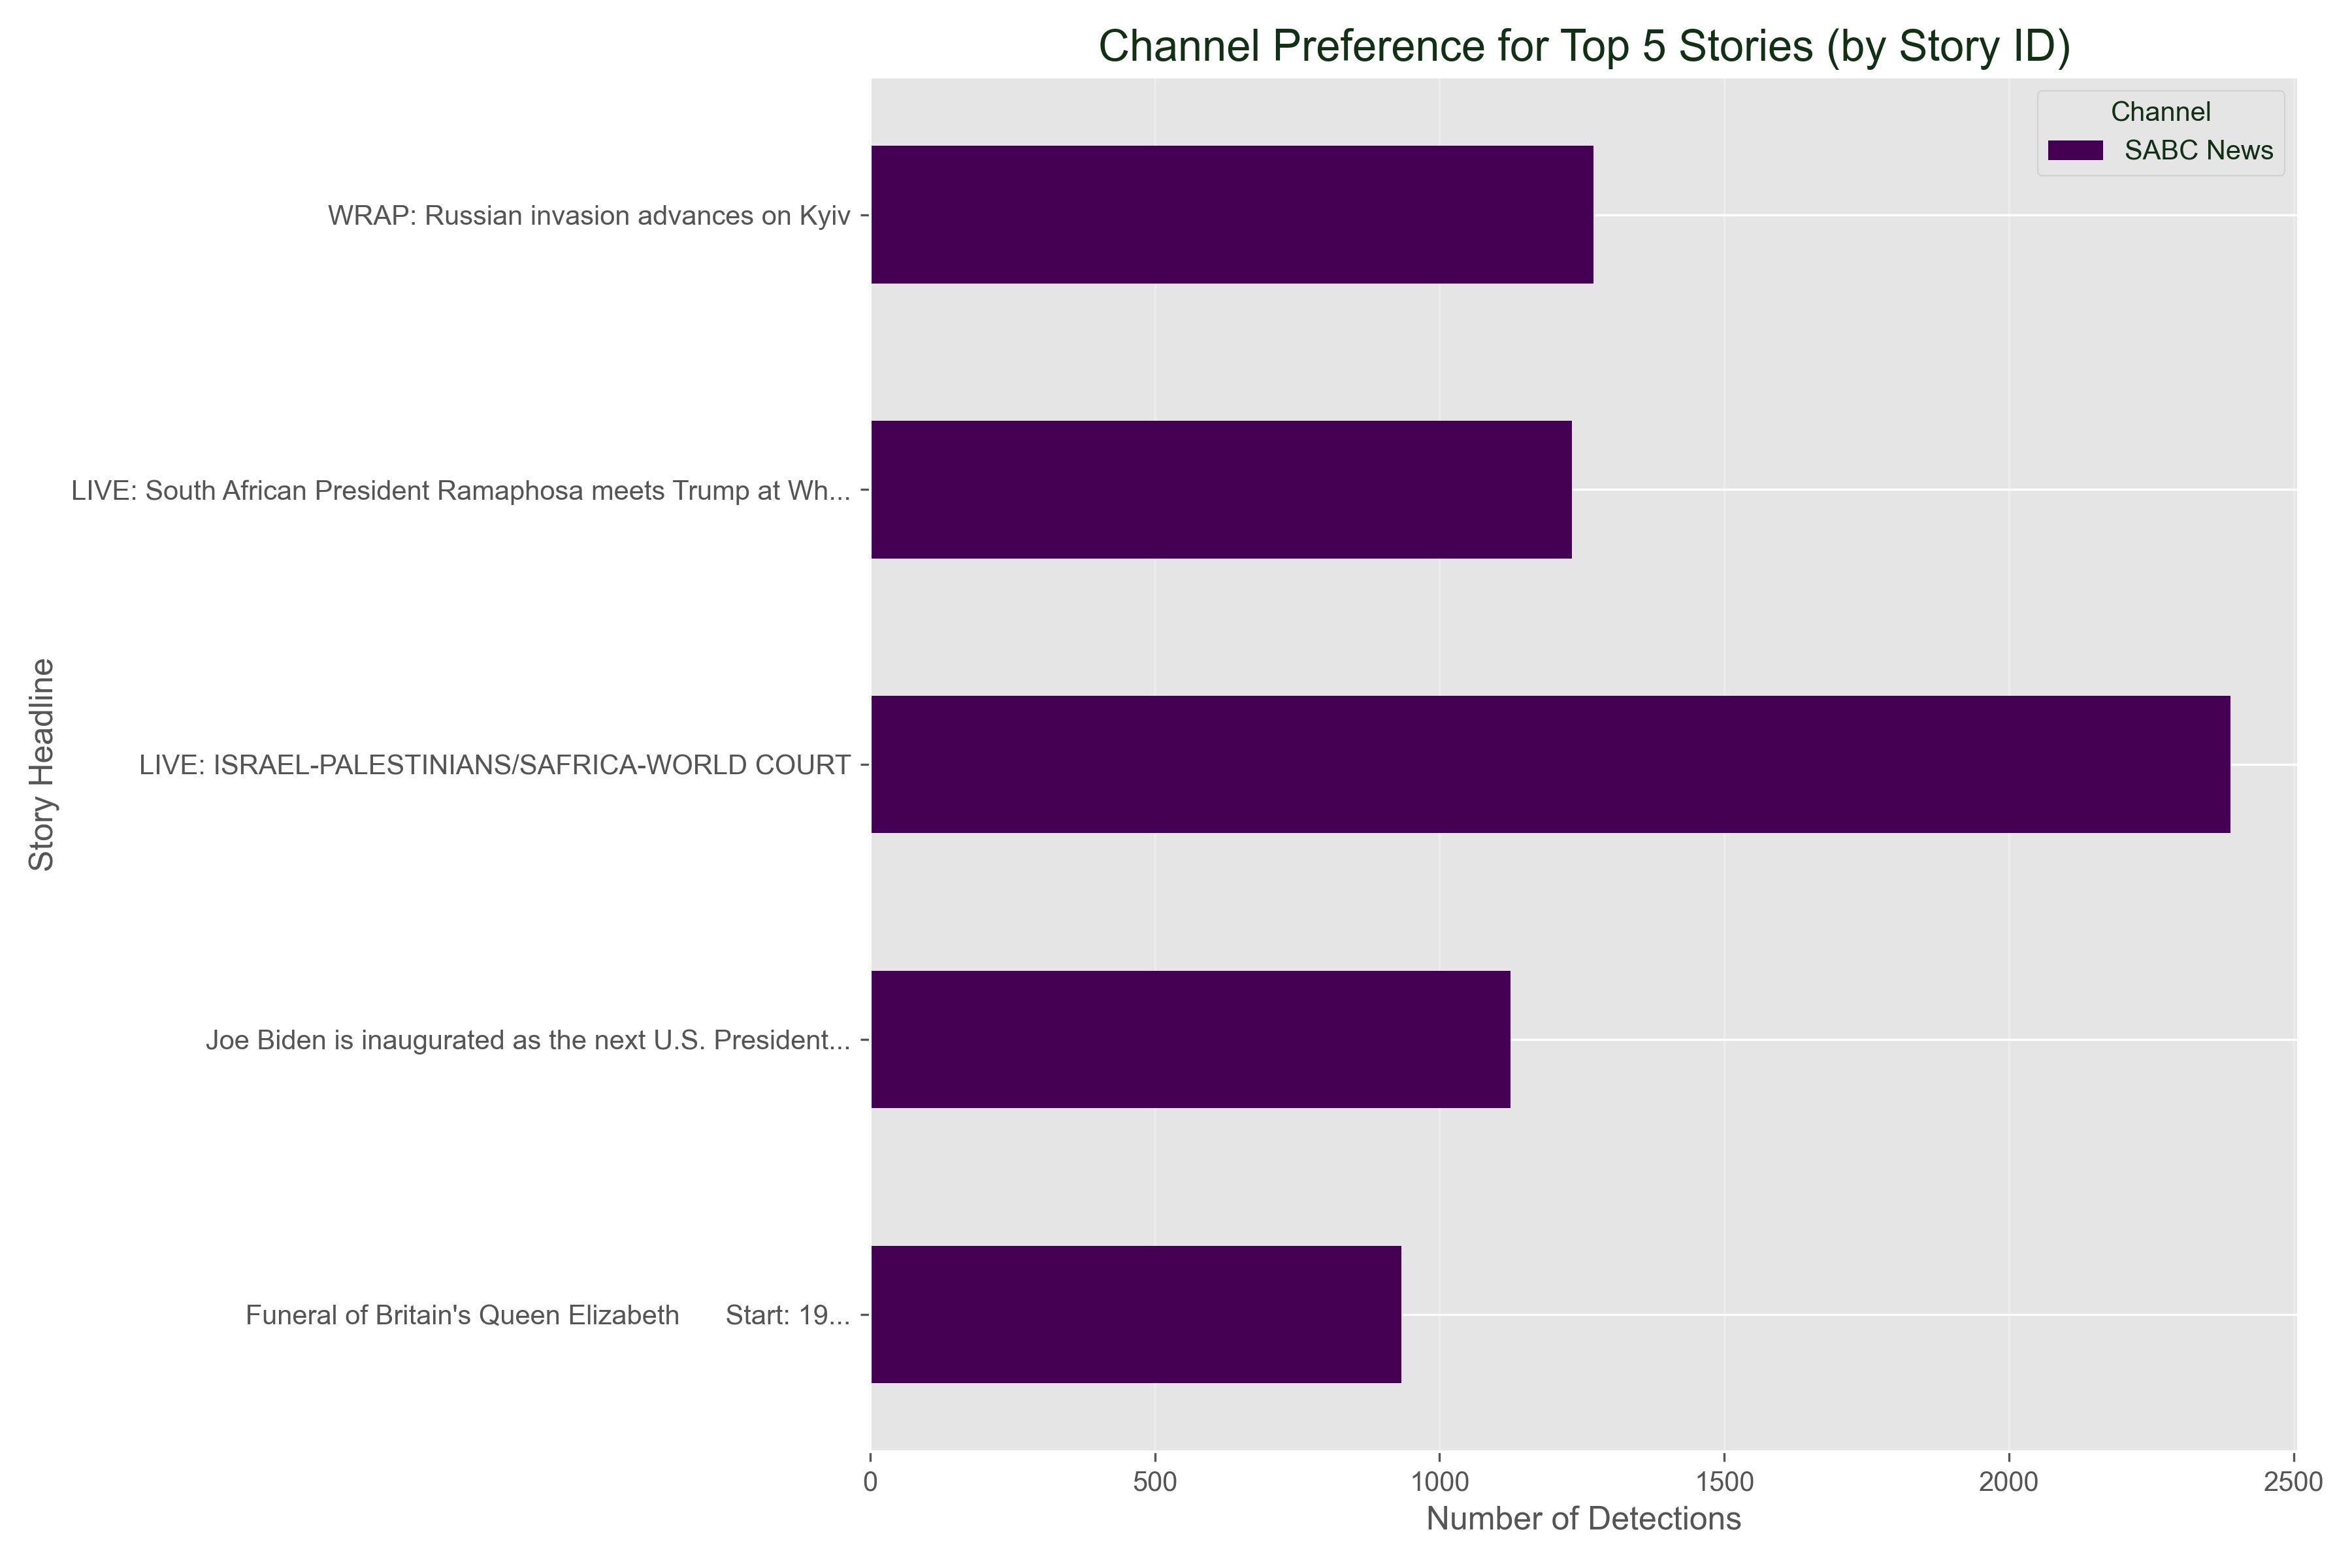 Channel Preference for Top 5 Stories (by Story ID)
Channel
SABC News
Story Headline
WRAP: Russian invasion advances on Kyiv
LIVE: South African President Ramaphosa meets Trump at Wh...
LIVE: ISRAEL-PALESTINIANS/SAFRICA-WORLD COURT
Joe Biden is inaugurated as the next U.S. President...
Funeral of Britain's Queen Elizabeth      Start: 19...
0 500 1000 1500 2000 2500
Number of Detections